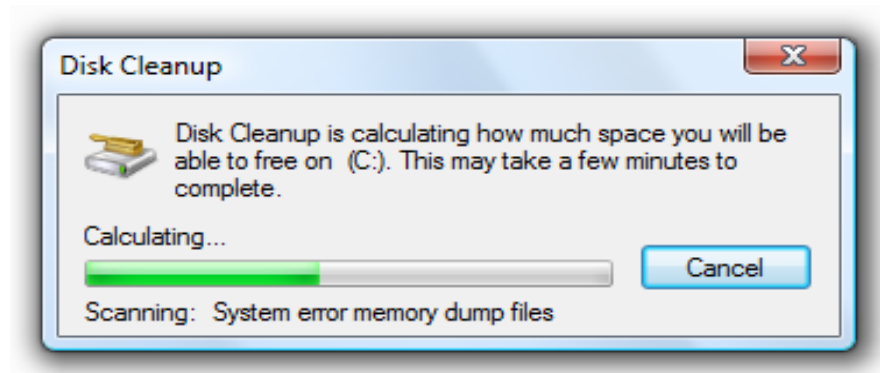 Disk Cleanup
Disk Cleanup is calculating how much space you will be
able to free on  (C:). This may take a few minutes to
complete.
Calculating...
Cancel
Scanning:  System error memory dump files